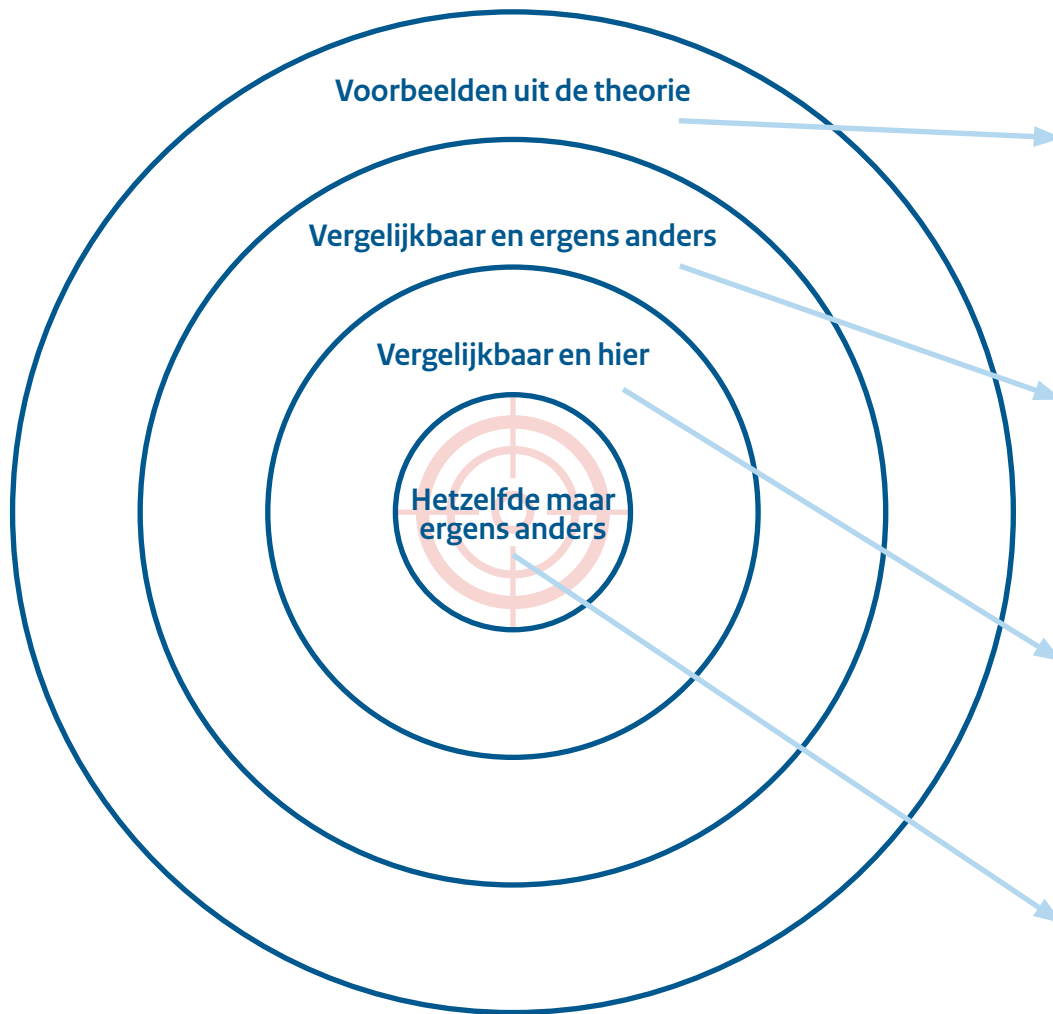 Voorbeelden uit de theorie
Vergelijkbaar en ergens anders
Vergelijkbaar en hier
Hetzelfde maar
ergens anders